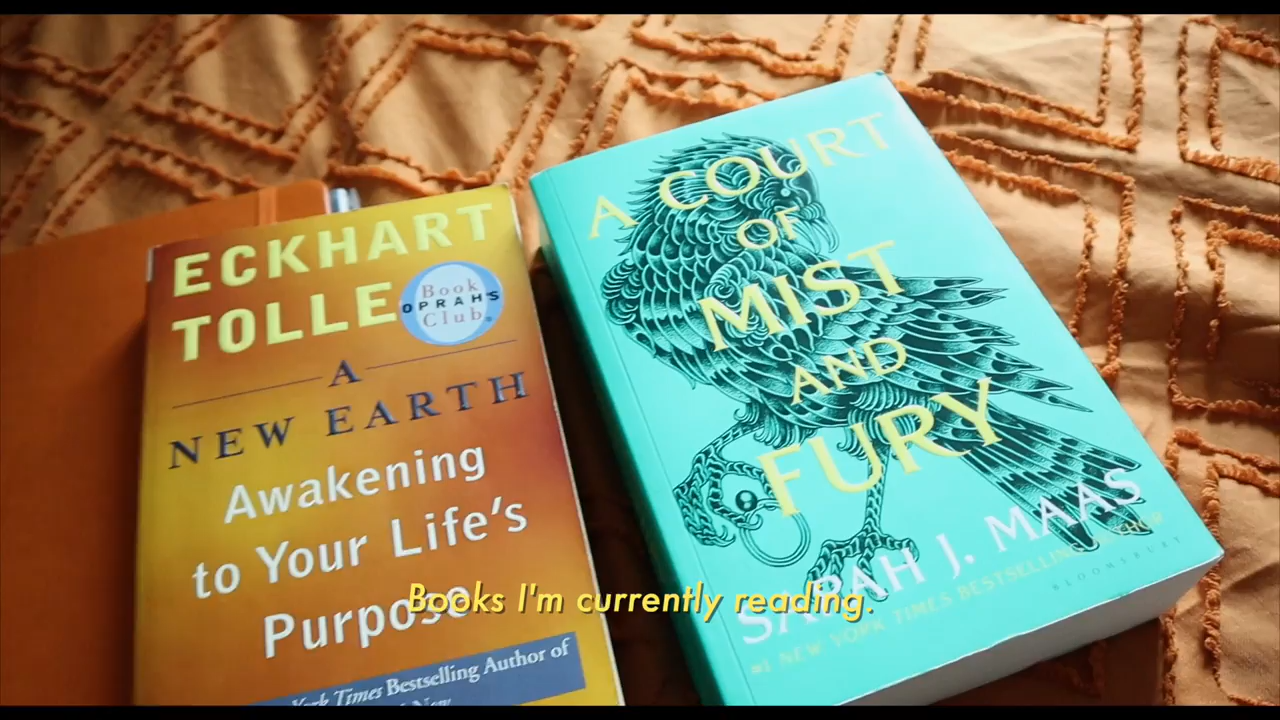 ECKHART
TOLLE
Book
OPRAH'S
Club
A
NEW EARTH
Awakening
to Your Life's
Purpose
York Times Bestselling Author of
Now
A COURT
OF
MIST
AND
FURY
SARAH J. MAAS
#1 NEW YORK TIMES BESTSELLING AUTHOR
BLOOMSBURY
Books I'm currently reading.